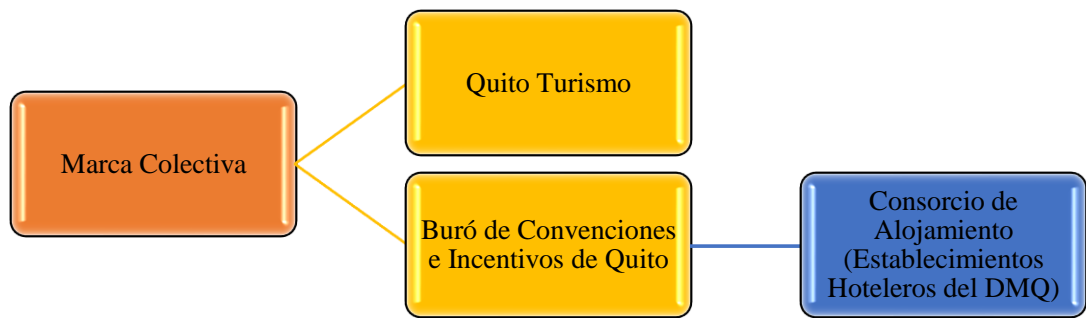 Marca Colectiva
Quito Turismo
Buró de Convenciones
e Incentivos de Quito
Consorcio de
Alojamiento
(Establecimientos
Hoteleros del DMQ)